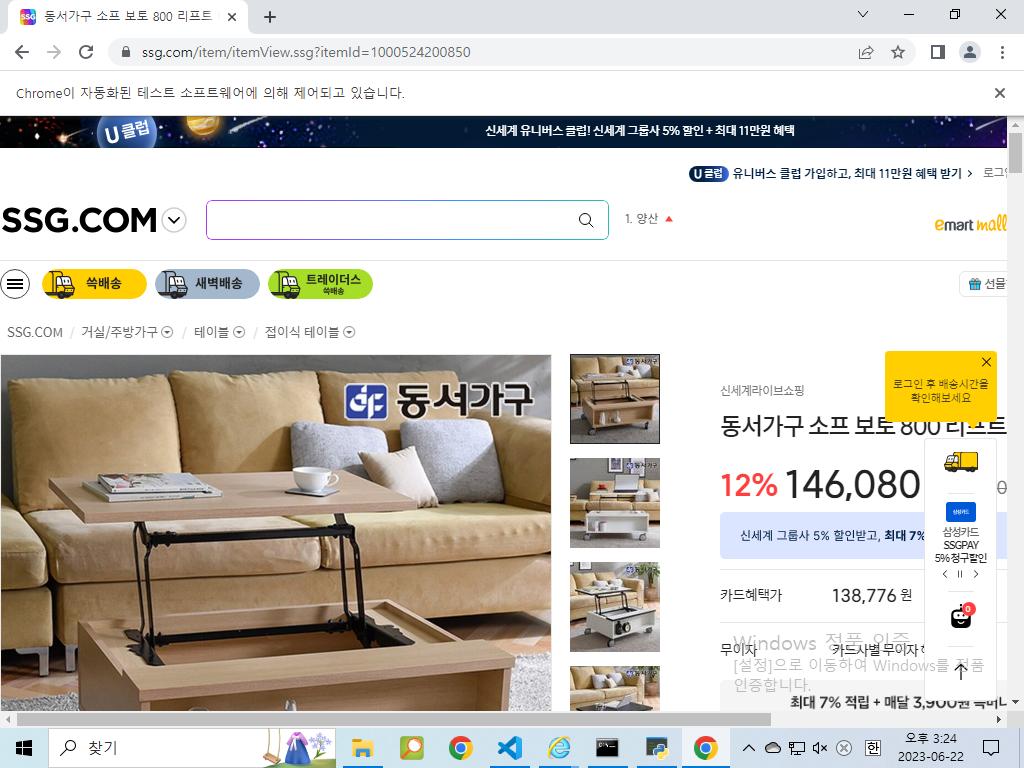 동서가구 소프 보토 800 리프트
ssg.com/item/itemView.ssg?itemId=1000524200850
Chrome이 자동화된 테스트 소프트웨어에 의해 제어되고 있습니다.
U 클럽
신세계 유니버스 클럽! 신세계 그룹사 5% 할인 + 최대 11만원 혜택
U 클럽 유니버스 클럽 가입하고, 최대 11만원 혜택 받기 >
로그인
SSG.COM
1. 양산
emart mall
쓱배송
새벽배송
트레이더스
쓱배송
선물
SSG.COM / 거실/주방가구 / 테이블 / 접이식 테이블
동서가구
신세계라이브쇼핑
로그인 후 배송시간을
확인해보세요
동서가구 소프 보토 800 리프트
12% 146,080
신세계 그룹사 5% 할인받고, 최대 7%
삼성카드
삼성카드
SSGPAY
5% 청구할인
카드혜택가 138,776 원
0
무이자 카드사별 무이자
최대 7% 적립 + 매달 3,900원
Windows 정품 인증
[설정]으로 이동하여 Windows를 정품
인증합니다.
찾기
한
오후 3:24
2023-06-22